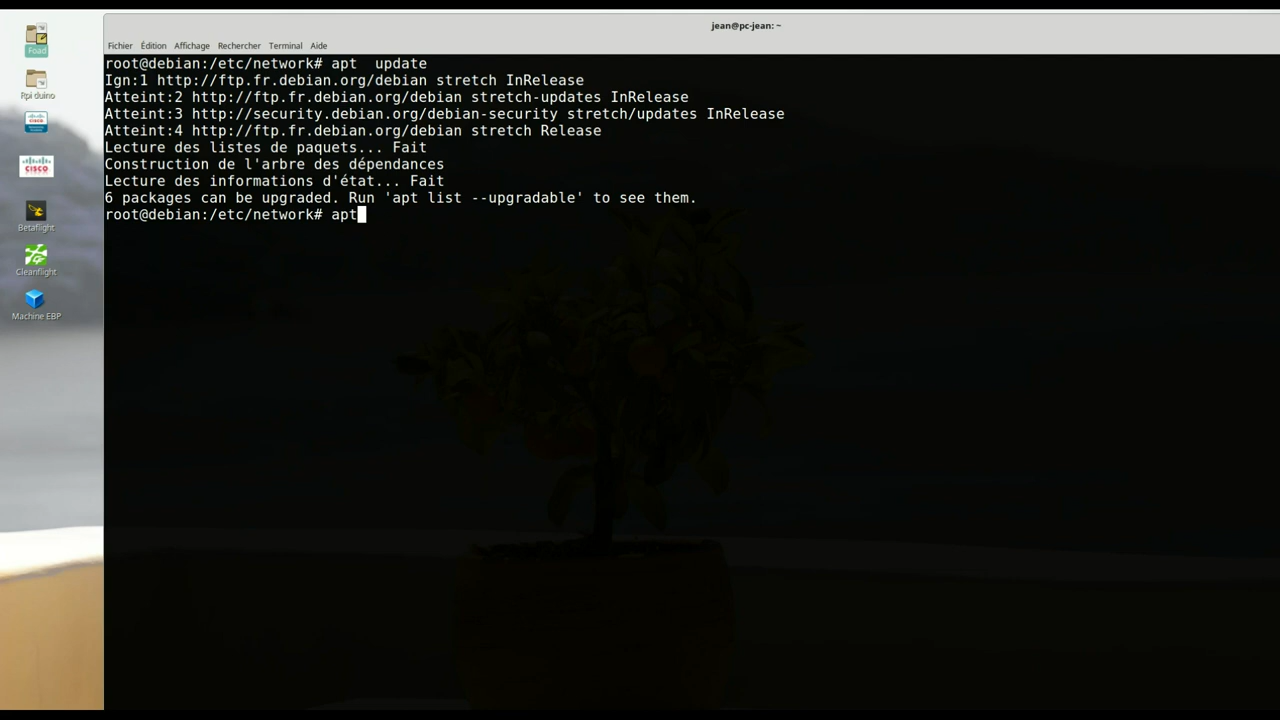 jean@pc-jean: ~
Fichier Édition Affichage Rechercher Terminal Aide
root@debian:/etc/network# apt  update
Ign:1 http://ftp.fr.debian.org/debian stretch InRelease
Atteint:2 http://ftp.fr.debian.org/debian stretch-updates InRelease
Atteint:3 http://security.debian.org/debian-security stretch/updates InRelease
Atteint:4 http://ftp.fr.debian.org/debian stretch Release
Lecture des listes de paquets... Fait
Construction de l'arbre des dépendances
Lecture des informations d'état... Fait
6 packages can be upgraded. Run 'apt list --upgradable' to see them.
root@debian:/etc/network# apt
Foad
Rpi duino
CISCO
CISCO
Betaflight
Cleanflight
Machine EBP